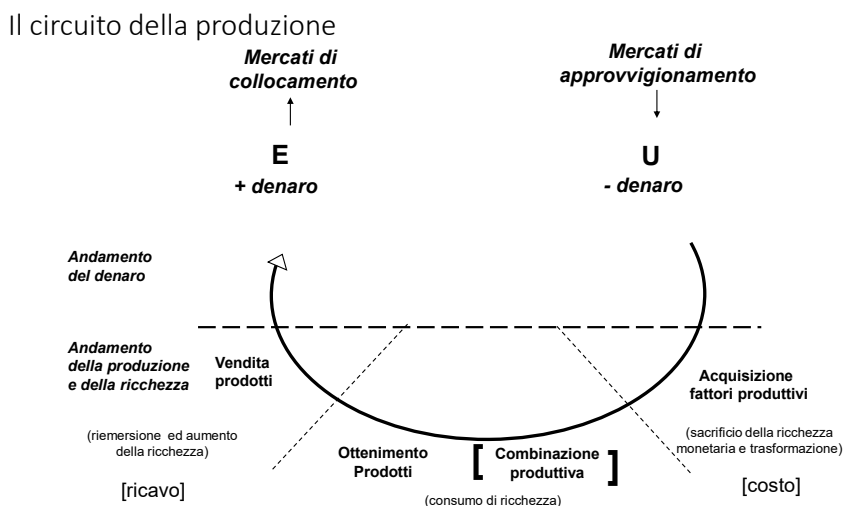 Il circuito della produzione
Mercati di
collocamento
Mercati di
approvvigionamento
E
+ denaro
U
- denaro
Andamento
del denaro
Andamento
della produzione
e della ricchezza
Vendita
prodotti
Acquisizione
fattori produttivi
(riemersione ed aumento
della ricchezza)
(sacrificio della ricchezza
monetaria e trasformazione)
Ottenimento
Prodotti
[ Combinazione
produttiva ]
(consumo di ricchezza)
[ricavo]
[costo]